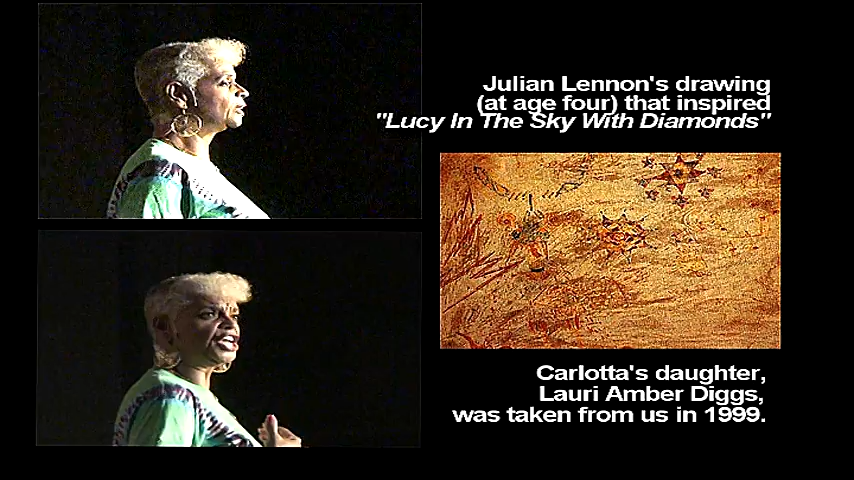 Julian Lennon's drawing
(at age four) that inspired
"Lucy In The Sky With Diamonds"
Carlotta's daughter,
Lauri Amber Diggs,
was taken from us in 1999.